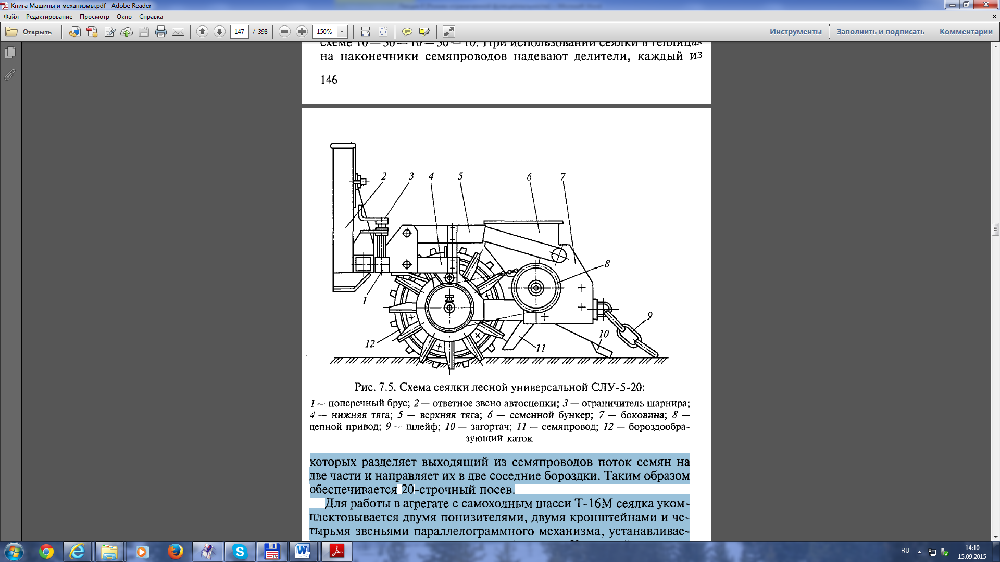 Книга Машины и механизмы.pdf - Adobe Reader
Файл Редактирование Просмотр Окно Справка
Открыть 147 / 398 150% Инструменты Заполнить и подписать Комментарии
схеме 10—30—10—30—10. При использовании сеялки в теплицах
на наконечники семяпроводов надевают делители, каждый из
146
2 3 4 5 6 7
8
1
9
10
12
11
Рис. 7.5. Схема сеялки лесной универсальной СЛУ-5-20:
1 — поперечный брус; 2 — ответное звено автосцепки; 3 — ограничитель шарнира;
4 — нижняя тяга; 5 — верхняя тяга; 6 — семенной бункер; 7 — боковина; 8 —
цепной привод; 9 — шлейф; 10 — загортач; 11 — семяпровод; 12 — бороздообра-
зующий каток
которых разделяет выходящий из семяпроводов поток семян на
две части и направляет их в две соседние бороздки. Таким образом
обеспечивается 20-строчный посев.
Для работы в агрегате с самоходным шасси Т-16М сеялка уком-
плектовывается двумя понизителями, двумя кронштейнами и че-
тырьмя звеньями параллелограммного механизма, устанавливае-
RU 14:10
15.09.2015